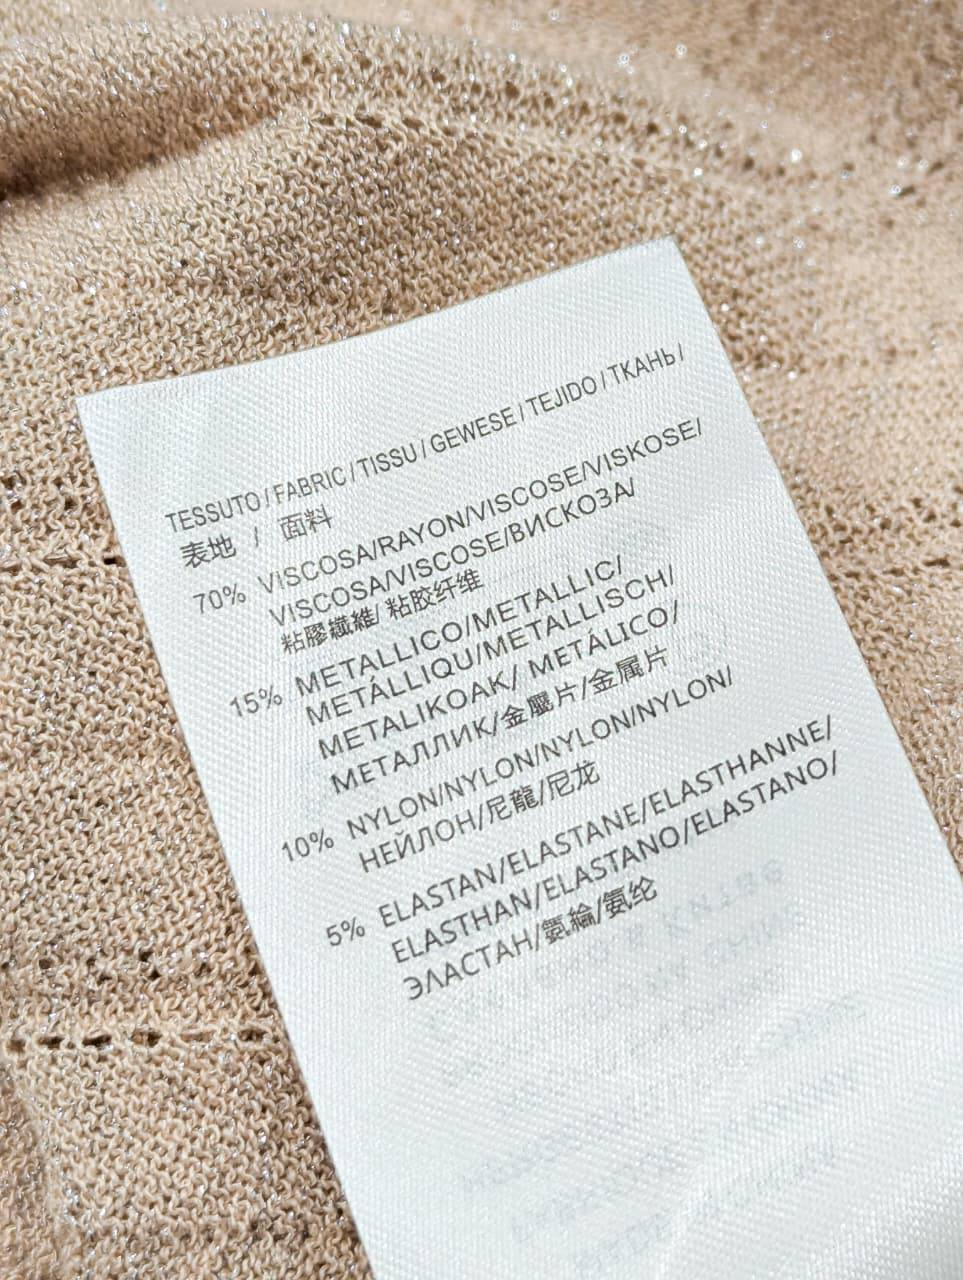 TESSUTO / FABRIC / TISSU / GEWESE / TEJIDO / ТКАНЬ /
表地 / 面料
70% VISCOSA/RAYON/VISCOSE/VISKOSE/
VISCOSA/VISCOSE/ВИСКОЗА/
粘膠纖維/ 粘胶纤维
15% METALLICO/METALLIC/
METÁLLIQU/METALLISCH/
METALIKOAK/ METÁLICO/
МЕТАЛЛИК/金屬片/金属片
10% NYLON/NYLON/NYLON/NYLON/
НЕЙЛОН/尼龍/尼龙
5% ELASTAN/ELASTANE/ELASTHANNE/
ELASTHAN/ELASTANO/ELASTANO/
ЭЛАСТАН/氨綸/氨纶